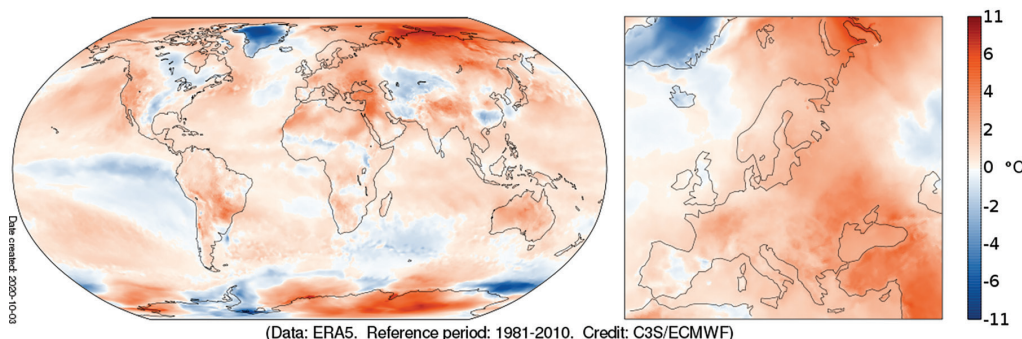 11
6
4
2
0 °C
-2
-4
-6
-11
Date created: 2020-10-03
(Data: ERA5. Reference period: 1981-2010. Credit: C3S/ECMWF)